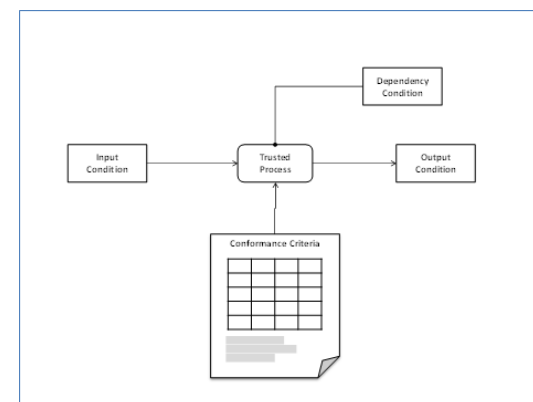 Dependency
Condition
Input
Condition
Trusted
Process
Output
Condition
Conformance Criteria